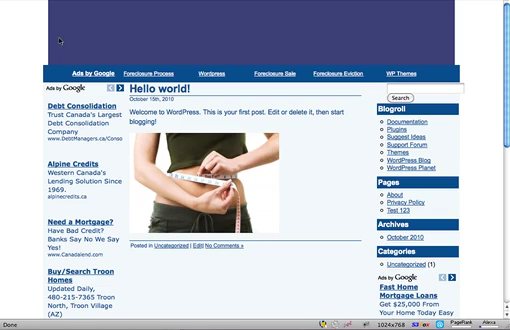 Ads by Google Foreclosure Process Wordpress Foreclosure Sale Foreclosure Eviction WP Themes
Ads by Google
Debt Consolidation
Trust Canada's Largest
Debt Consolidation
Company
www.DebtManagers.ca/Conso
Alpine Credits
Western Canada's
Lending Solution Since
1969.
alpinecredits.ca
Need a Mortgage?
Have Bad Credit?
Banks Say No We Say
Yes!
www.Canadalend.com
Buy/Search Troon
Homes
Updated Daily,
480-215-7365 Troon
North, Troon Village
(AZ)
Hello world!
October 15th, 2010
Welcome to WordPress. This is your first post. Edit or delete it, then start
blogging!
Posted in Uncategorized | Edit| No Comments »
Search
Blogroll
Documentation
Plugins
Suggest Ideas
Support Forum
Themes
WordPress Blog
WordPress Planet
Pages
About
Privacy Policy
Test 123
Archives
October 2010
Categories
Uncategorized (1)
Ads by Google
Fast Home
Mortgage Loans
Get $25,000 From
Your Home Today Easy
Done 1024x768 PageRank Alexa